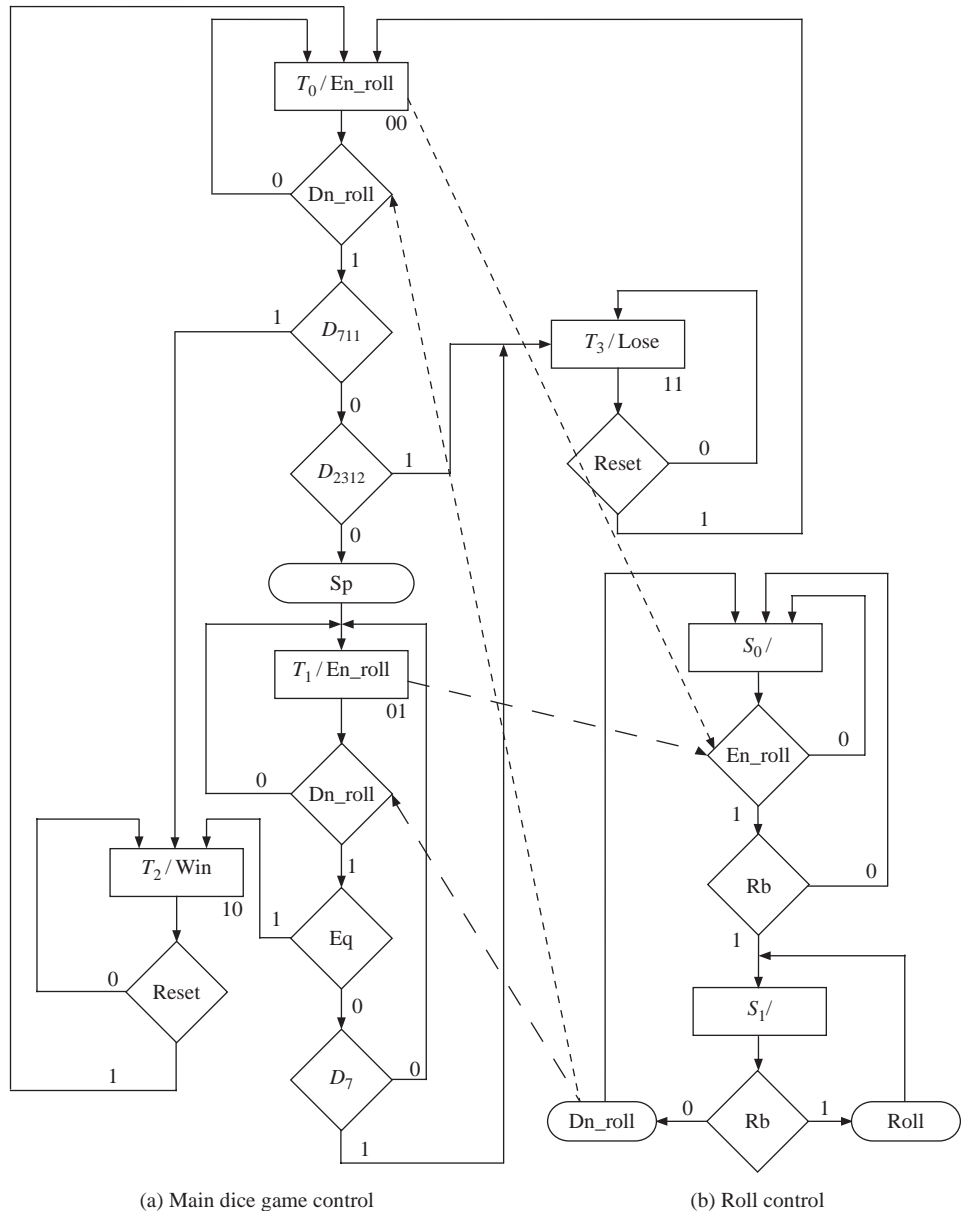 T0 / En_roll
00
0
Dn_roll
1
1
D711
0
D2312
1
0
Sp
T3 / Lose
11
Reset
0
1
T1 / En_roll
01
0
Dn_roll
1
T2 / Win
10
1
Eq
0
0
Reset
1
D7
0
1
S0 /
En_roll
0
1
Rb
0
1
S1 /
Dn_roll
0
Rb
1
Roll
(a) Main dice game control
(b) Roll control